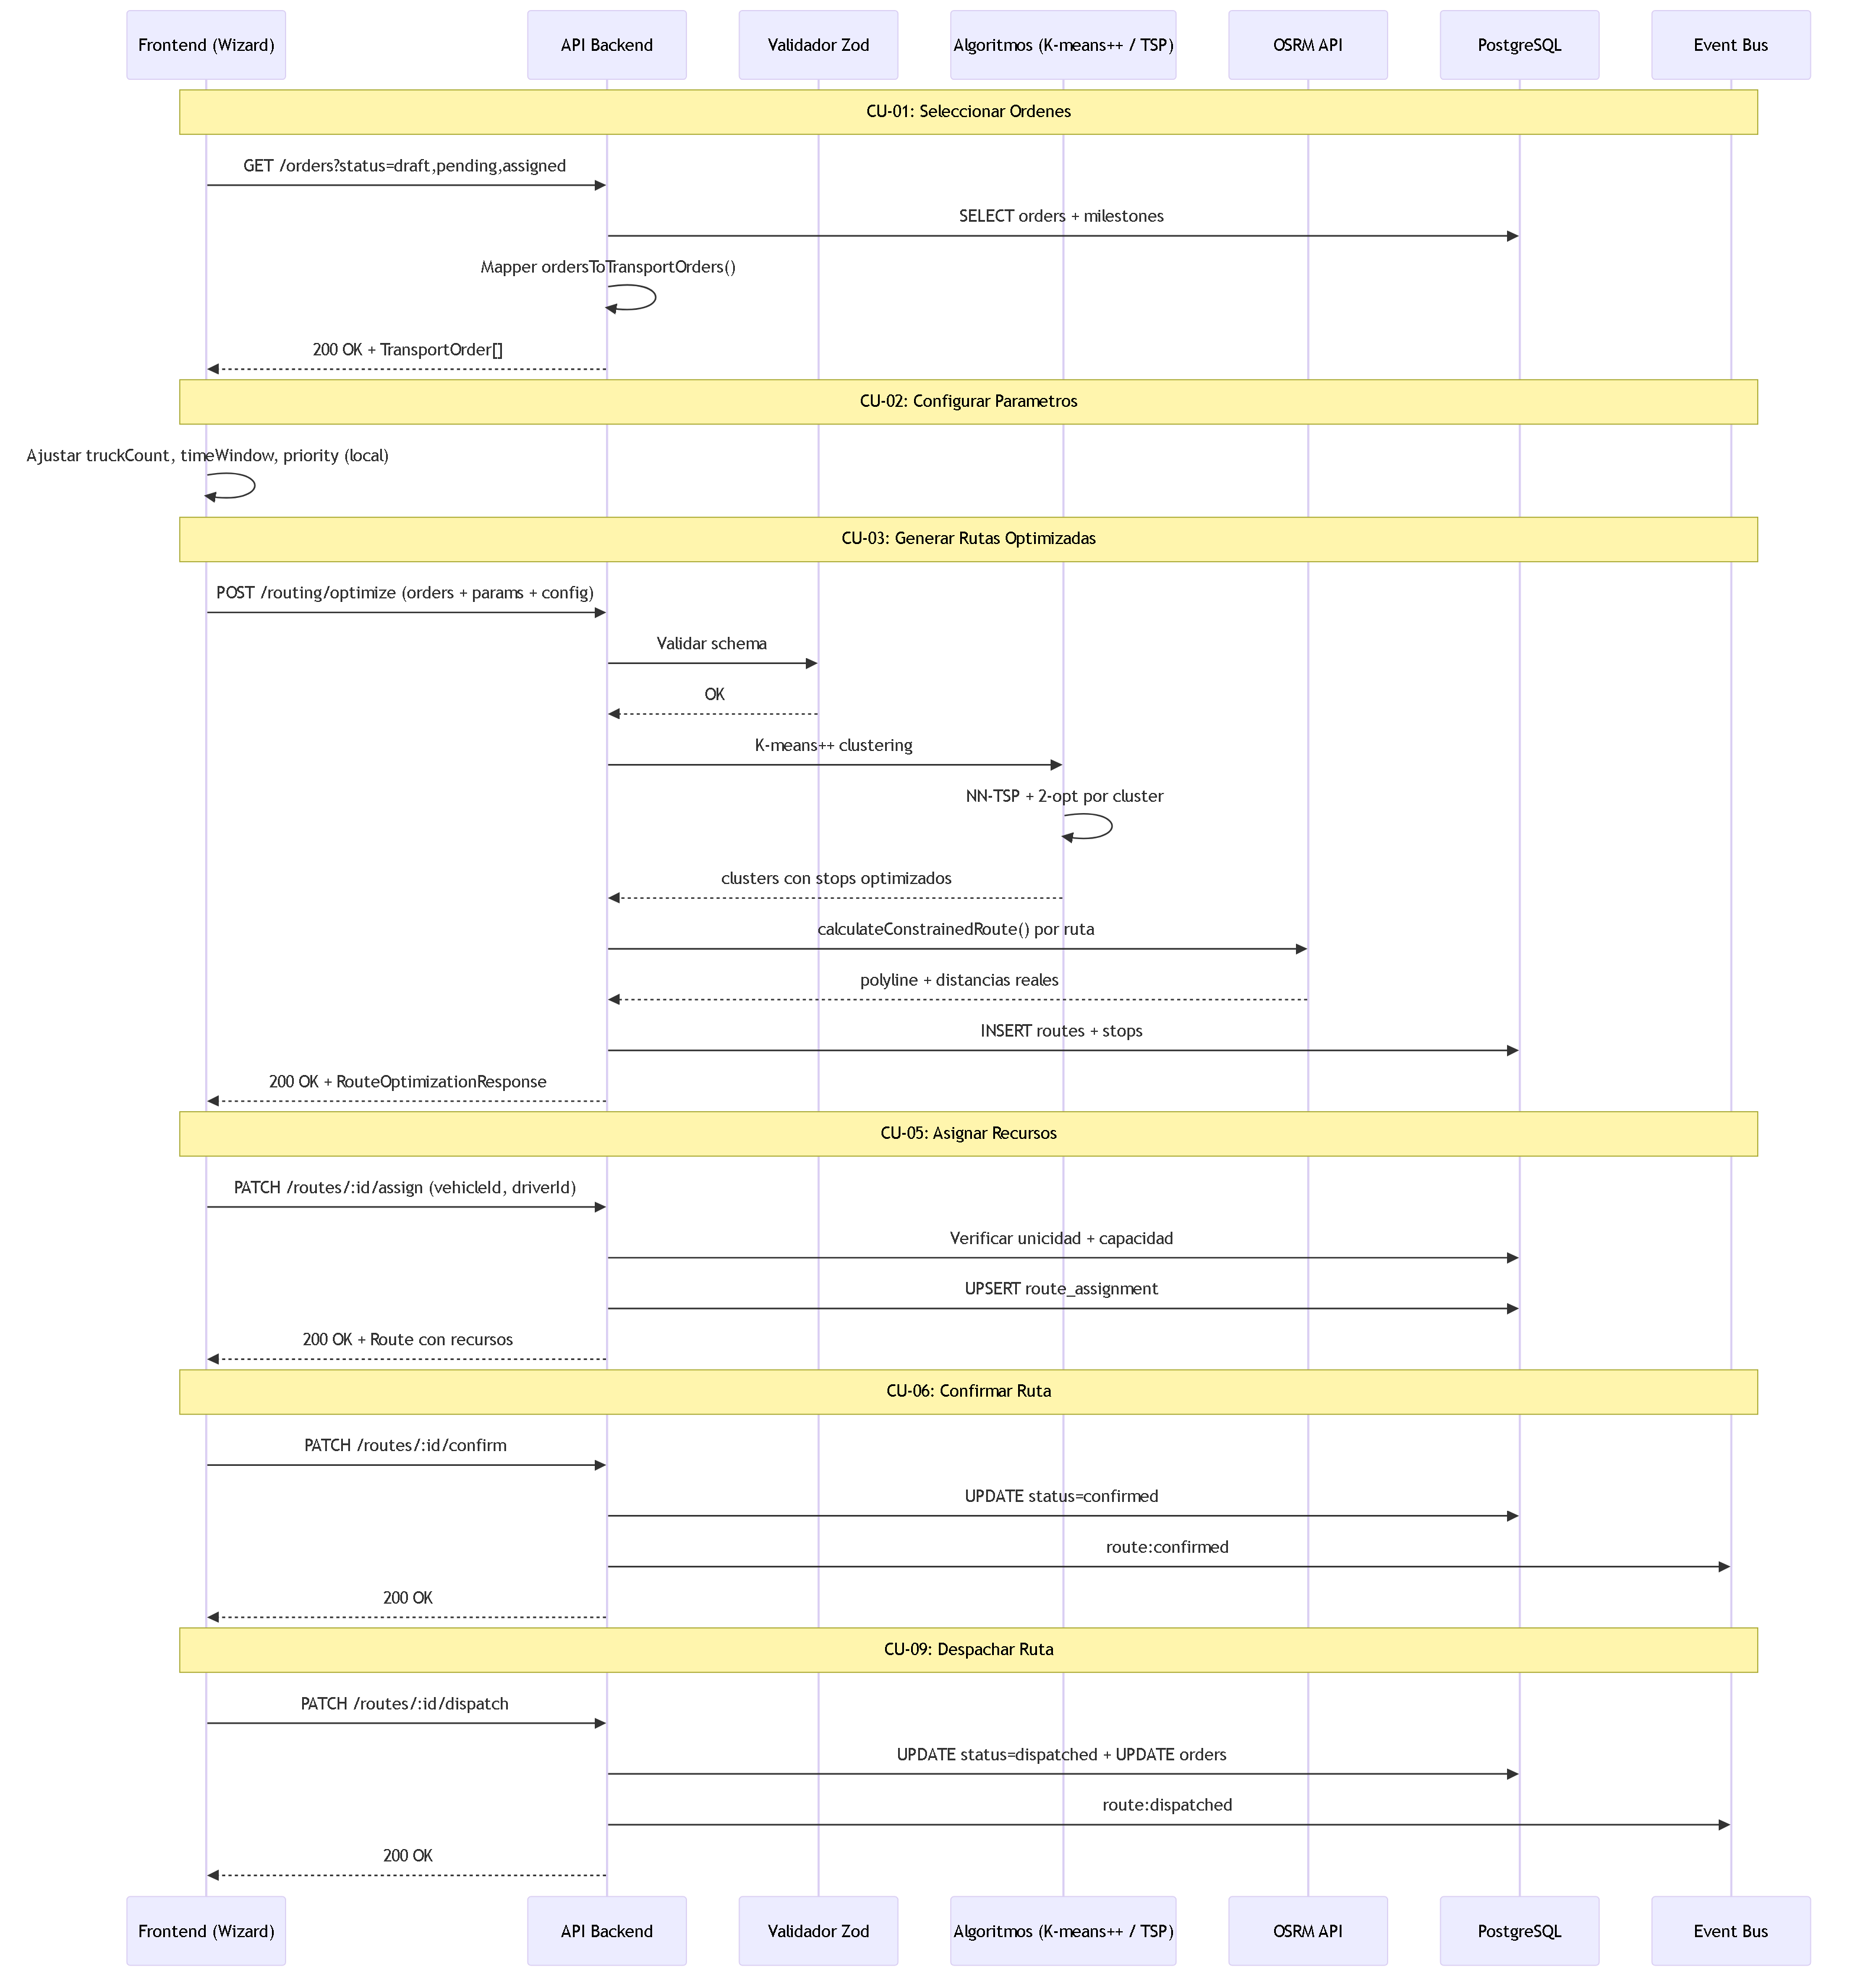 Frontend (Wizard)
API Backend
Validador Zod
Algoritmos (K-means++ / TSP)
OSRM API
PostgreSQL
Event Bus
CU-01: Seleccionar Ordenes
GET /orders?status=draft,pending,assigned
SELECT orders + milestones
Mapper ordersToTransportOrders()
200 OK + TransportOrder[]
CU-02: Configurar Parametros
Ajustar truckCount, timeWindow, priority (local)
CU-03: Generar Rutas Optimizadas
POST /routing/optimize (orders + params + config)
Validar schema
OK
K-means++ clustering
NN-TSP + 2-opt por cluster
clusters con stops optimizados
calculateConstrainedRoute() por ruta
polyline + distancias reales
INSERT routes + stops
200 OK + RouteOptimizationResponse
CU-05: Asignar Recursos
PATCH /routes/:id/assign (vehicleId, driverId)
Verificar unicidad + capacidad
UPSERT route_assignment
200 OK + Route con recursos
CU-06: Confirmar Ruta
PATCH /routes/:id/confirm
UPDATE status=confirmed
route:confirmed
200 OK
CU-09: Despachar Ruta
PATCH /routes/:id/dispatch
UPDATE status=dispatched + UPDATE orders
route:dispatched
200 OK
Frontend (Wizard)
API Backend
Validador Zod
Algoritmos (K-means++ / TSP)
OSRM API
PostgreSQL
Event Bus